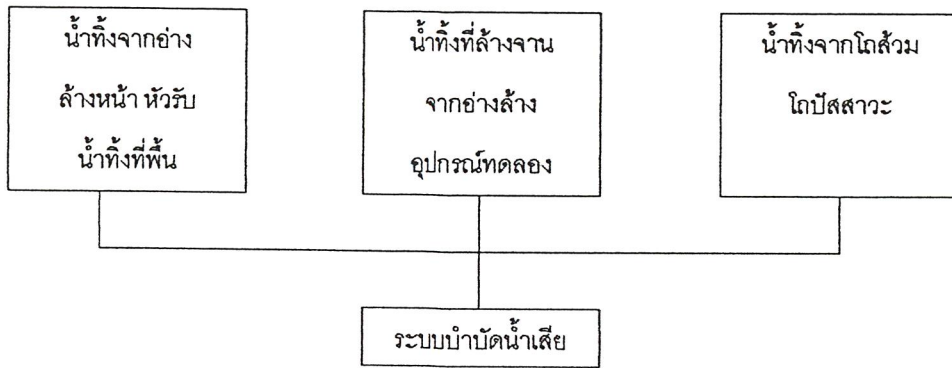 น้ำทิ้งจากอ่าง
ล้างหน้า หัวรับ
น้ำทิ้งที่พื้น
น้ำทิ้งที่ล้างจาน
จากอ่างล้าง
อุปกรณ์ทดลอง
น้ำทิ้งจากโถส้วม
โถปัสสาวะ
ระบบบำบัดน้ำเสีย